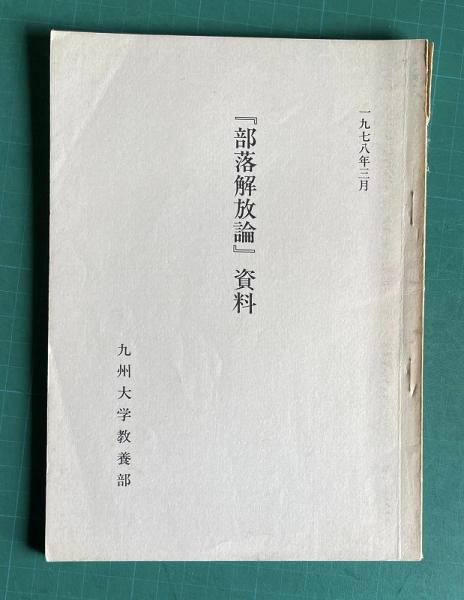 一九七八年三月
『部落解放論』資料
九州大学教養部